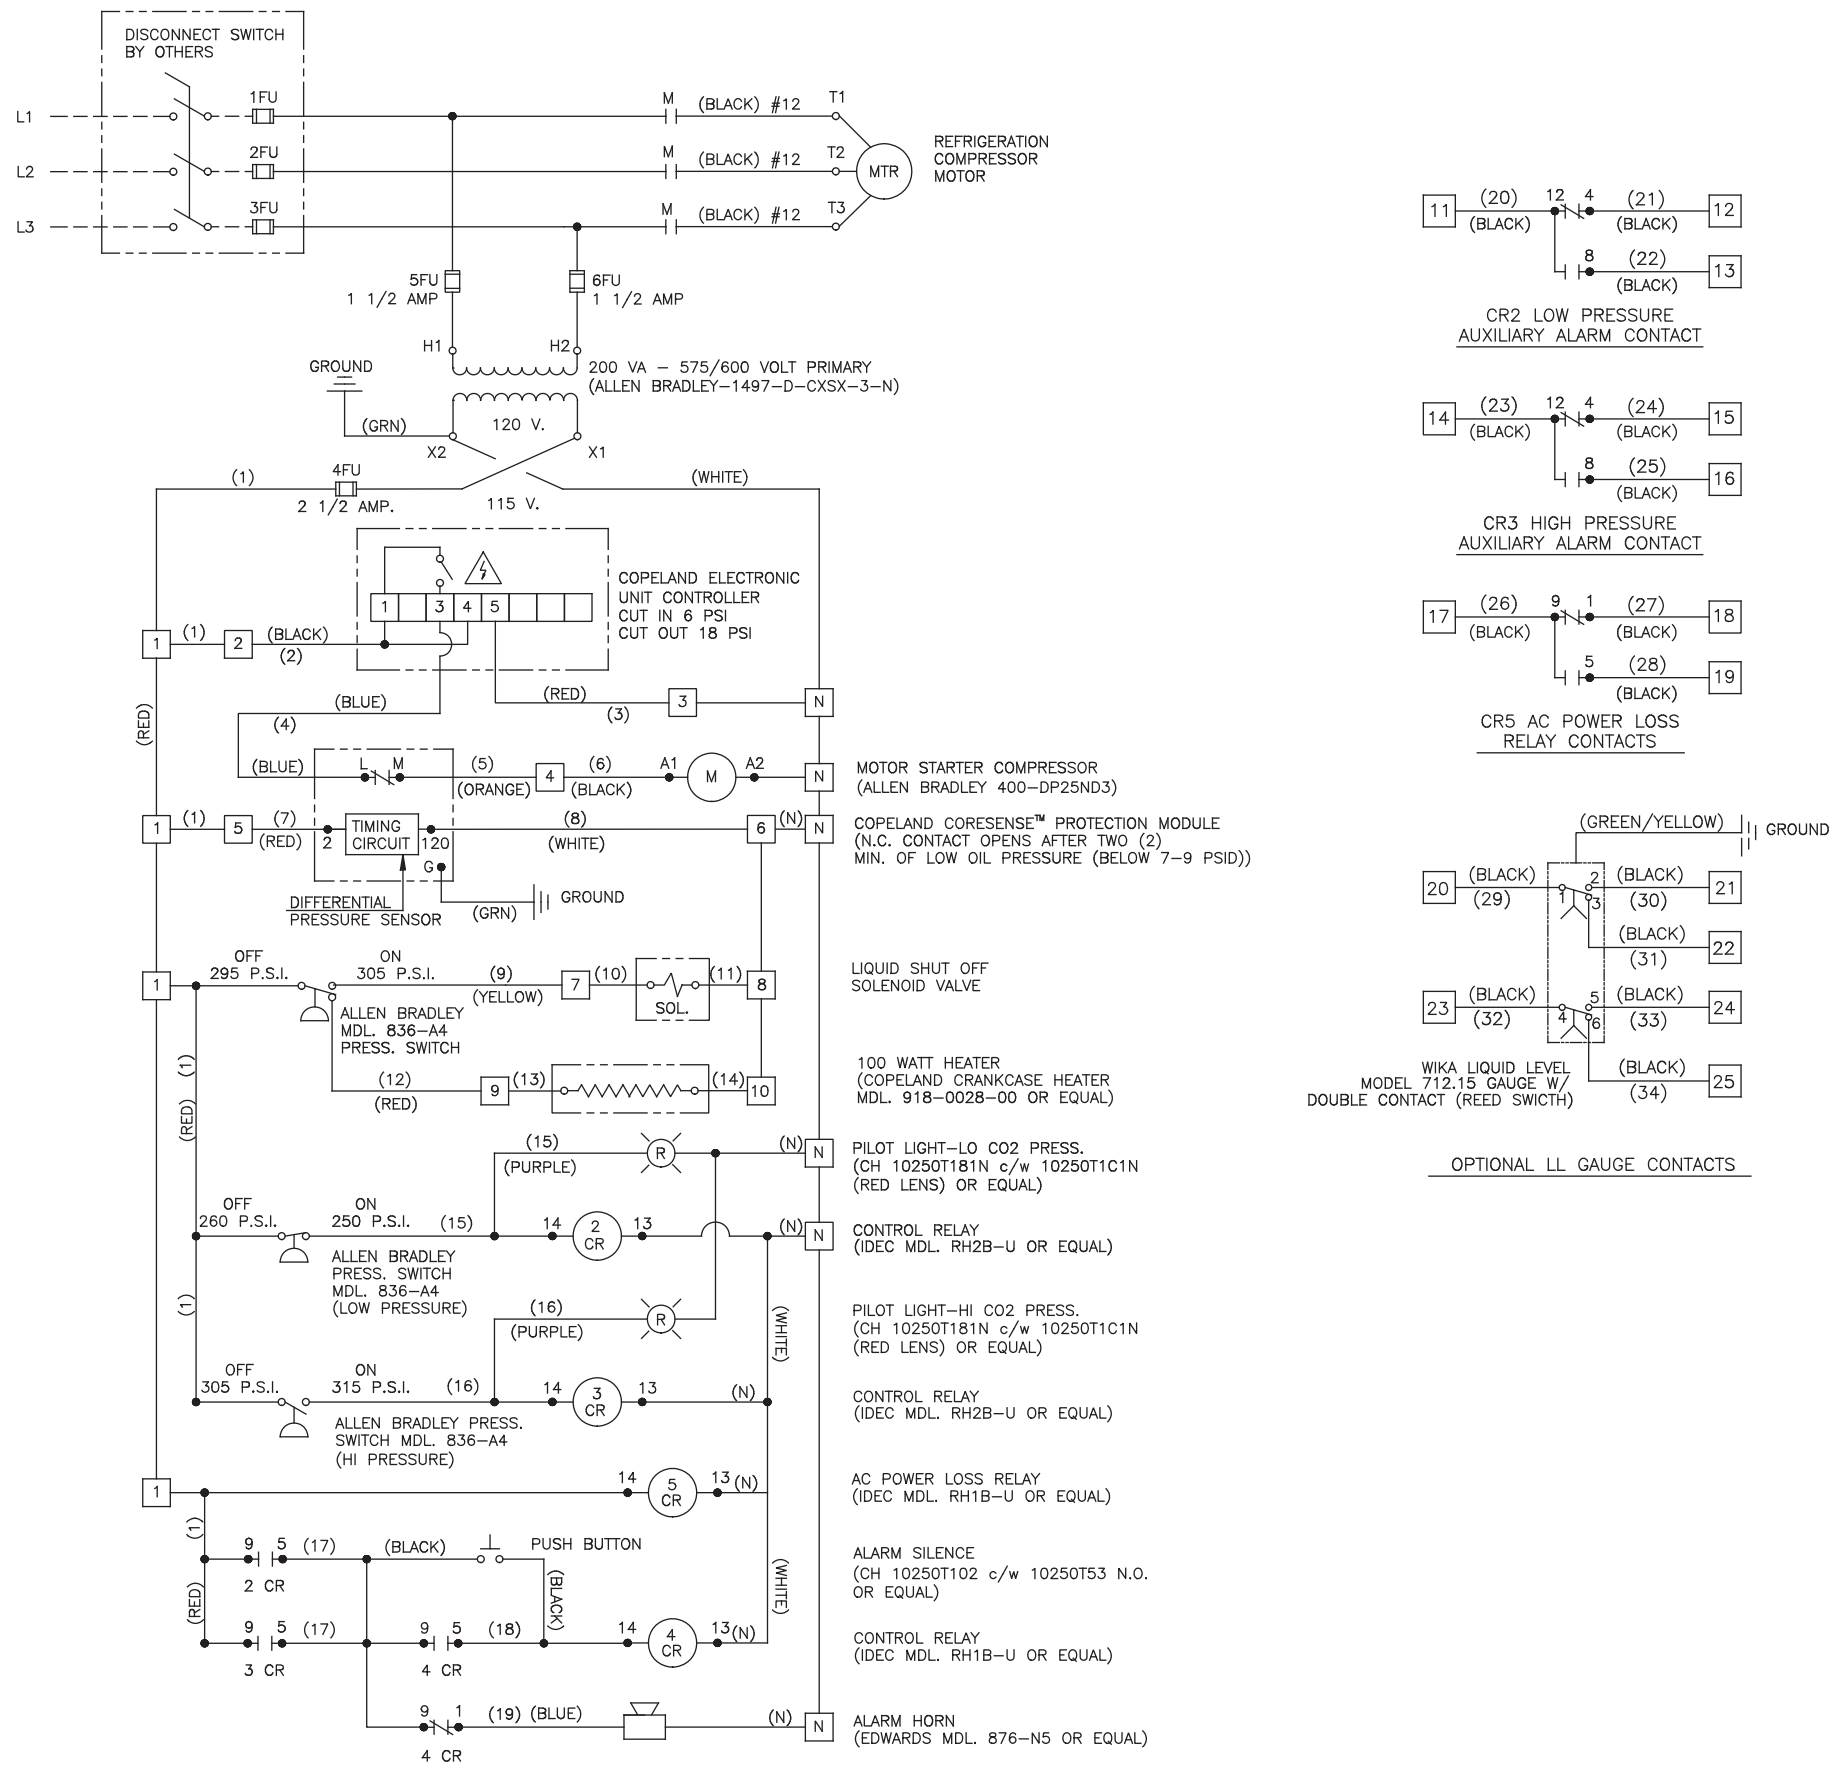 DISCONNECT SWITCH
BY OTHERS
L1
1FU
M
(BLACK) #12
T1
L2
2FU
M
(BLACK) #12
T2
MTR
REFRIGERATION
COMPRESSOR
MOTOR
L3
3FU
M
(BLACK) #12
T3
5FU
1 1/2 AMP
6FU
1 1/2 AMP
H1
H2
GROUND
200 VA – 575/600 VOLT PRIMARY
(ALLEN BRADLEY–1497–D–CXSX–3–N)
(GRN)
120 V.
X2
X1
(1)
4FU
2 1/2 AMP.
115 V.
(WHITE)
1
3
4
5
COPELAND ELECTRONIC
UNIT CONTROLLER
CUT IN 6 PSI
CUT OUT 18 PSI
1
(1)
2
(BLACK)
(2)
(RED)
(BLUE)
(4)
(RED)
(3)
3
N
(BLUE)
L
M
(5)
(ORANGE)
4
(6)
(BLACK)
A1
M
A2
N
MOTOR STARTER COMPRESSOR
(ALLEN BRADLEY 400–DP25ND3)
1
(1)
5
(7)
(RED)
2
TIMING
CIRCUIT
120
(8)
(WHITE)
6
(N)
N
COPELAND CORESENSE™ PROTECTION MODULE
(N.C. CONTACT OPENS AFTER TWO (2)
MIN. OF LOW OIL PRESSURE (BELOW 7–9 PSID))
G
DIFFERENTIAL
PRESSURE SENSOR
(GRN)
GROUND
1
OFF
295 P.S.I.
ON
305 P.S.I.
(9)
(YELLOW)
7
(10)
SOL.
(11)
8
LIQUID SHUT OFF
SOLENOID VALVE
ALLEN BRADLEY
MDL. 836–A4
PRESS. SWITCH
(1)
(RED)
(12)
(RED)
9
(13)
(14)
10
100 WATT HEATER
(COPELAND CRANKCASE HEATER
MDL. 918–0028–00 OR EQUAL)
(15)
(PURPLE)
R
(N)
N
PILOT LIGHT–LO CO2 PRESS.
(CH 10250T181N c/w 10250T1C1N
(RED LENS) OR EQUAL)
OFF
260 P.S.I.
ON
250 P.S.I.
(15)
14
2
CR
13
(N)
N
CONTROL RELAY
(IDEC MDL. RH2B–U OR EQUAL)
ALLEN BRADLEY
PRESS. SWITCH
MDL. 836–A4
(LOW PRESSURE)
(1)
(16)
(PURPLE)
R
(WHITE)
PILOT LIGHT–HI CO2 PRESS.
(CH 10250T181N c/w 10250T1C1N
(RED LENS) OR EQUAL)
OFF
305 P.S.I.
ON
315 P.S.I.
(16)
14
3
CR
13
(N)
CONTROL RELAY
(IDEC MDL. RH2B–U OR EQUAL)
ALLEN BRADLEY PRESS.
SWITCH MDL. 836–A4
(HI PRESSURE)
1
14
5
CR
13
(N)
AC POWER LOSS RELAY
(IDEC MDL. RH1B–U OR EQUAL)
(1)
(RED)
9
5
(17)
2 CR
(BLACK)
PUSH BUTTON
(BLACK)
(WHITE)
ALARM SILENCE
(CH 10250T102 c/w 10250T53 N.O.
OR EQUAL)
9
5
(17)
3 CR
9
5
(18)
4 CR
14
4
CR
13
(N)
CONTROL RELAY
(IDEC MDL. RH1B–U OR EQUAL)
9
1
(19)
(BLUE)
4 CR
(N)
N
ALARM HORN
(EDWARDS MDL. 876–N5 OR EQUAL)
11
(20)
(BLACK)
12
4
(21)
(BLACK)
12
8
(22)
(BLACK)
13
CR2 LOW PRESSURE
AUXILIARY ALARM CONTACT
14
(23)
(BLACK)
12
4
(24)
(BLACK)
15
8
(25)
(BLACK)
16
CR3 HIGH PRESSURE
AUXILIARY ALARM CONTACT
17
(26)
(BLACK)
9
1
(27)
(BLACK)
18
5
(28)
(BLACK)
19
CR5 AC POWER LOSS
RELAY CONTACTS
(GREEN/YELLOW)
GROUND
20
(BLACK)
(29)
1
2
3
(BLACK)
(30)
21
(BLACK)
(31)
22
23
(BLACK)
(32)
4
5
6
(BLACK)
(33)
24
(BLACK)
(34)
25
WIKA LIQUID LEVEL
MODEL 712.15 GAUGE W/
DOUBLE CONTACT (REED SWICTH)
OPTIONAL LL GAUGE CONTACTS